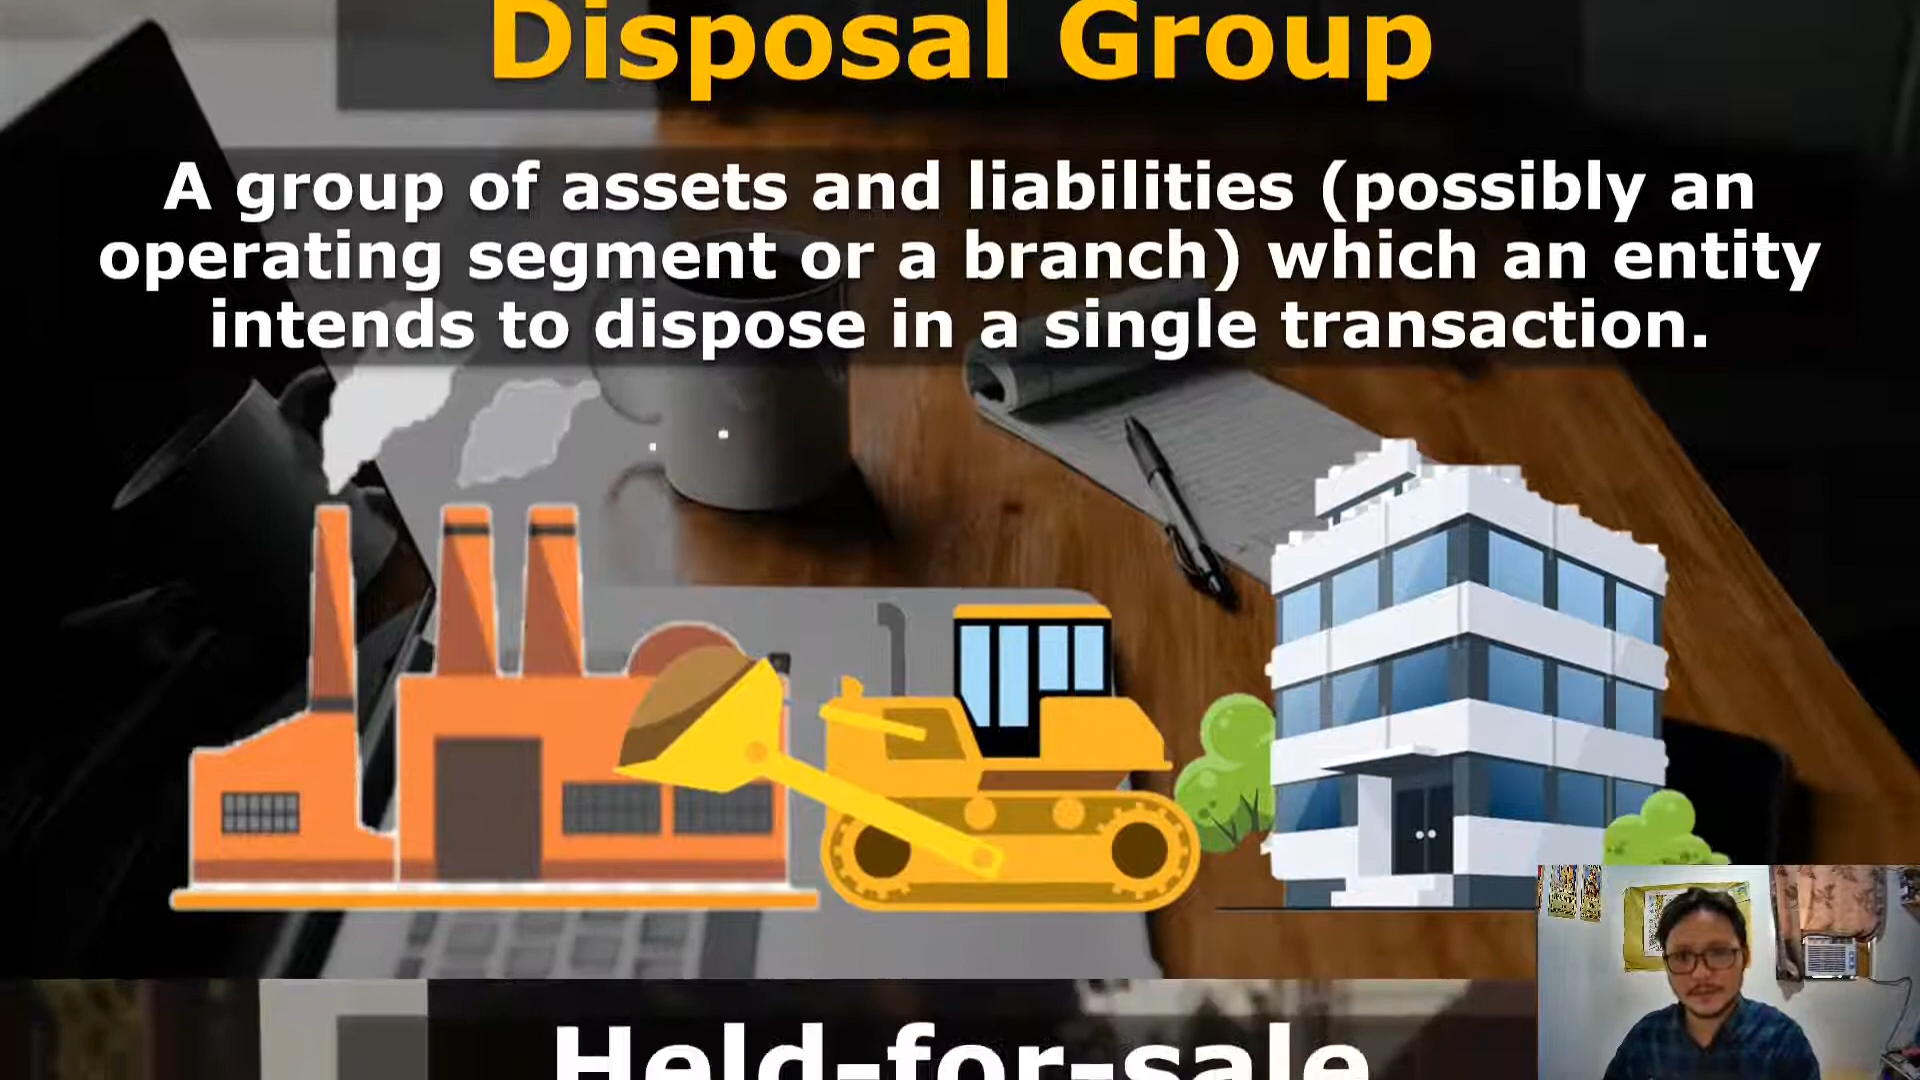 Disposal Group
A group of assets and liabilities (possibly an
operating segment or a branch) which an entity
intends to dispose in a single transaction.
Held-for-sale